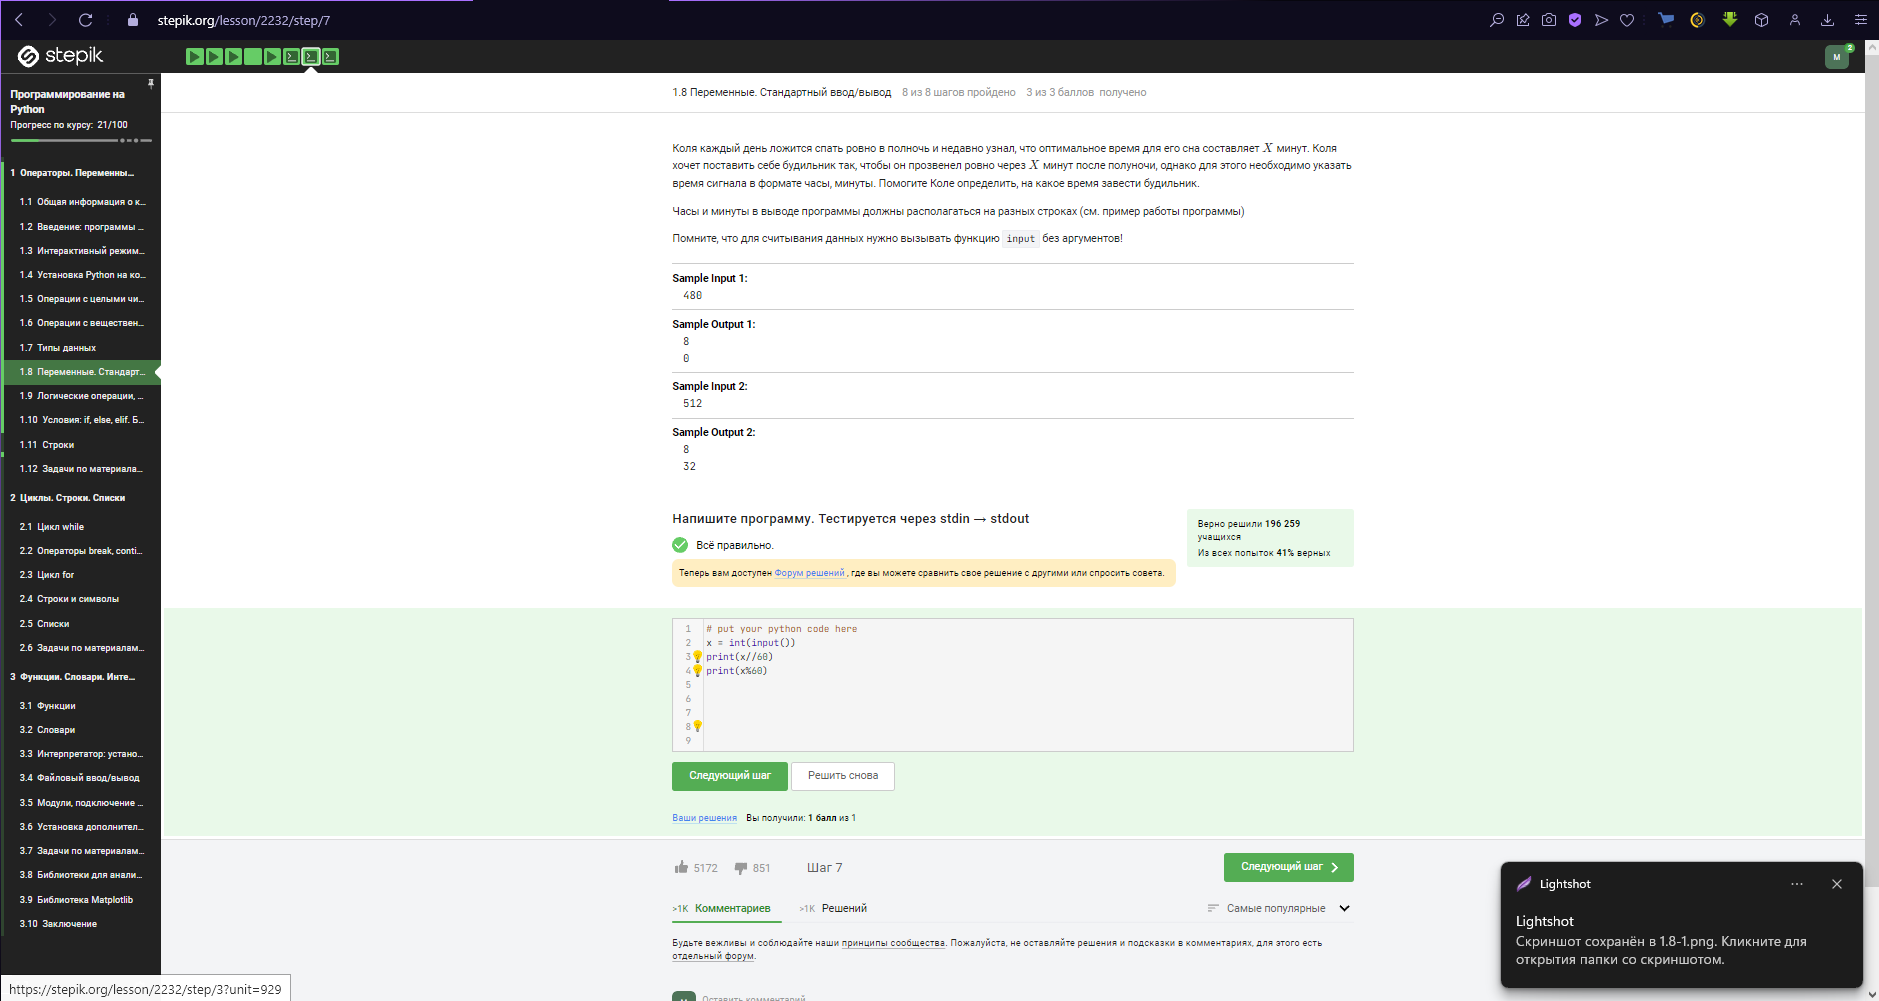 stepik.org/lesson/2232/step/7
stepik
M
2
Программирование на
Python
Прогресс по курсу: 21/100
1 Операторы. Переменны...
1.1 Общая информация о к...
1.2 Введение: программы ...
1.3 Интерактивный режим...
1.4 Установка Python на ко...
1.5 Операции с целыми чи...
1.6 Операции с веществен...
1.7 Типы данных
1.8 Переменные. Стандарт...
1.9 Логические операции, ...
1.10 Условия: if, else, elif. Б...
1.11 Строки
1.12 Задачи по материала...
2 Циклы. Строки. Списки
2.1 Цикл while
2.2 Операторы break, conti...
2.3 Цикл for
2.4 Строки и символы
2.5 Списки
2.6 Задачи по материалам...
3 Функции. Словари. Инте...
3.1 Функции
3.2 Словари
3.3 Интерпретатор: устано...
3.4 Файловый ввод/вывод
3.5 Модули, подключение ...
3.6 Установка дополнител...
3.7 Задачи по материалам...
3.8 Библиотеки для анали...
3.9 Библиотека Matplotlib
3.10 Заключение
1.8 Переменные. Стандартный ввод/вывод 8 из 8 шагов пройдено 3 из 3 баллов получено
Коля каждый день ложится спать ровно в полночь и недавно узнал, что оптимальное время для его сна составляет X минут. Коля
хочет поставить себе будильник так, чтобы он прозвенел ровно через X минут после полуночи, однако для этого необходимо указать
время сигнала в формате часы, минуты. Помогите Коле определить, на какое время завести будильник.
Часы и минуты в выводе программы должны располагаться на разных строках (см. пример работы программы)
Помните, что для считывания данных нужно вызывать функцию input без аргументов!
Sample Input 1:
480
Sample Output 1:
8
0
Sample Input 2:
512
Sample Output 2:
8
32
Напишите программу. Тестируется через stdin → stdout
Всё правильно.
Теперь вам доступен Форум решений, где вы можете сравнить свое решение с другими или спросить совета.
Верно решили 196 259
учащихся
Из всех попыток 41% верных
1 # put your python code here
2 x = int(input())
3 print(x//60)
4 print(x%60)
5
6
7
8
9
Следующий шаг Решить снова
Ваши решения Вы получили: 1 балл из 1
5172 851 Шаг 7 Следующий шаг
>1K Комментариев >1K Решений Самые популярные
Будьте вежливы и соблюдайте наши принципы сообщества. Пожалуйста, не оставляйте решения и подсказки в комментариях, для этого есть
отдельный форум.
Оставить комментарий
Lightshot
Lightshot
Скриншот сохранён в 1.8-1.png. Кликните для
открытия папки со скриншотом.
https://stepik.org/lesson/2232/step/3?unit=929